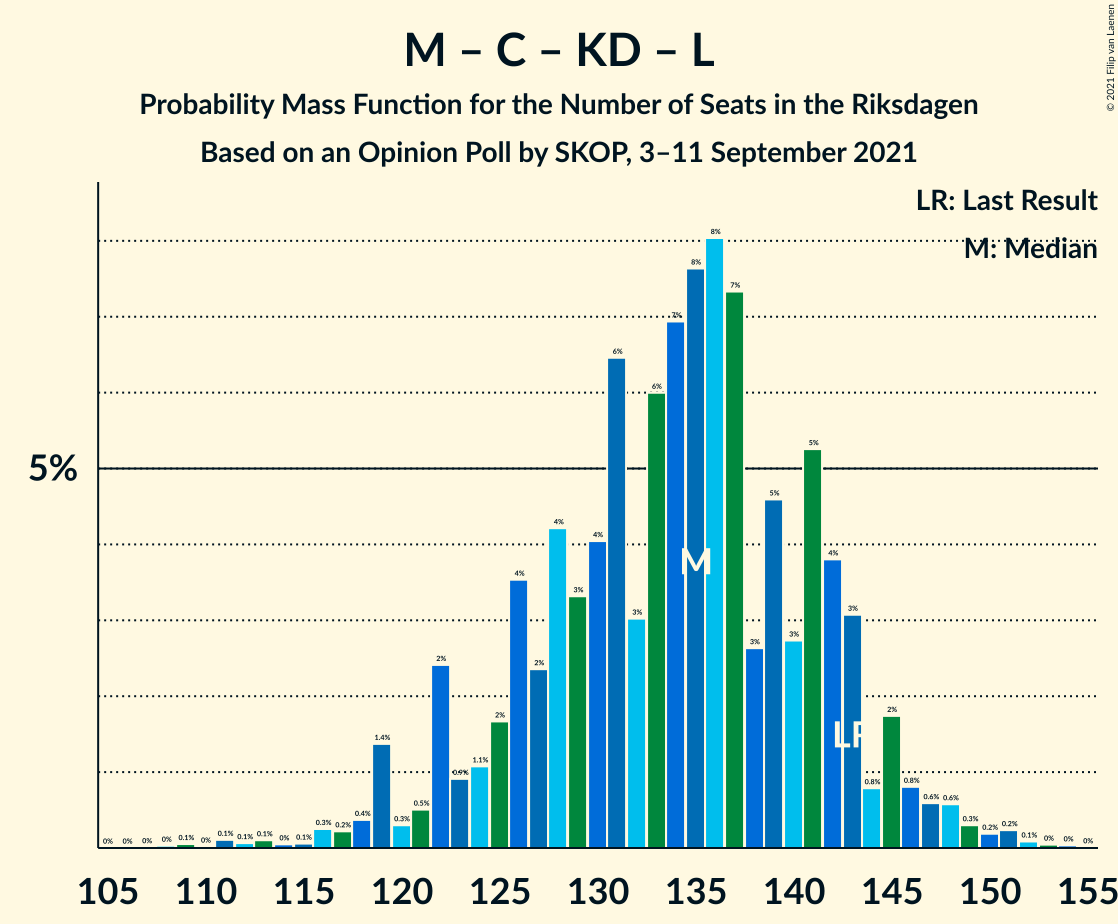 M – C – KD – L
Probability Mass Function for the Number of Seats in the Riksdagen
Based on an Opinion Poll by SKOP, 3–11 September 2021
© 2021 Filip van Laenen
LR: Last Result
M: Median
5%
0% 0% 0% 0% 0.1% 0% 0.1% 0.1% 0.1% 0% 0.1% 0.3% 0.2% 0.4% 1.4% 0.3% 0.5% 2% 0.9% 1.1% 2% 4% 2% 4% 3% 4% 6% 3% 6% 7% 8% 8% 7% 3% 5% 3% 5% 4% 3% 0.8% 2% 0.8% 0.6% 0.6% 0.3% 0.2% 0.2% 0.1% 0% 0% 0%
M
LR
105 110 115 120 125 130 135 140 145 150 155